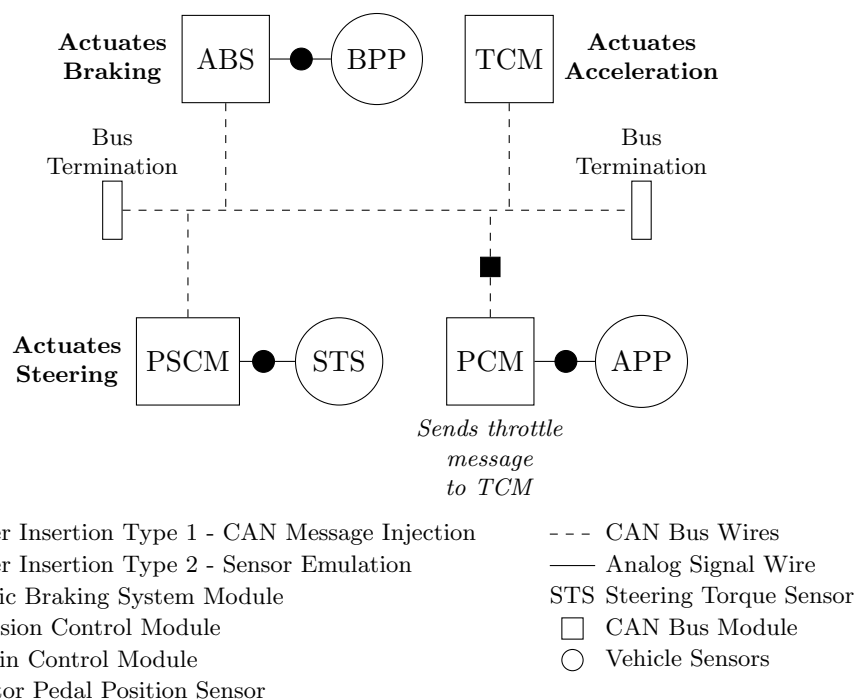 Actuates
Braking
ABS
BPP
TCM
Actuates
Acceleration
Bus
Termination
Bus
Termination
Actuates
Steering
PSCM
STS
PCM
APP
Sends throttle
message
to TCM
Insertion Type 1 - CAN Message Injection
Insertion Type 2 - Sensor Emulation
Braking System Module
Control Module
Control Module
Pedal Position Sensor
--- CAN Bus Wires
— Analog Signal Wire
STS Steering Torque Sensor
CAN Bus Module
Vehicle Sensors